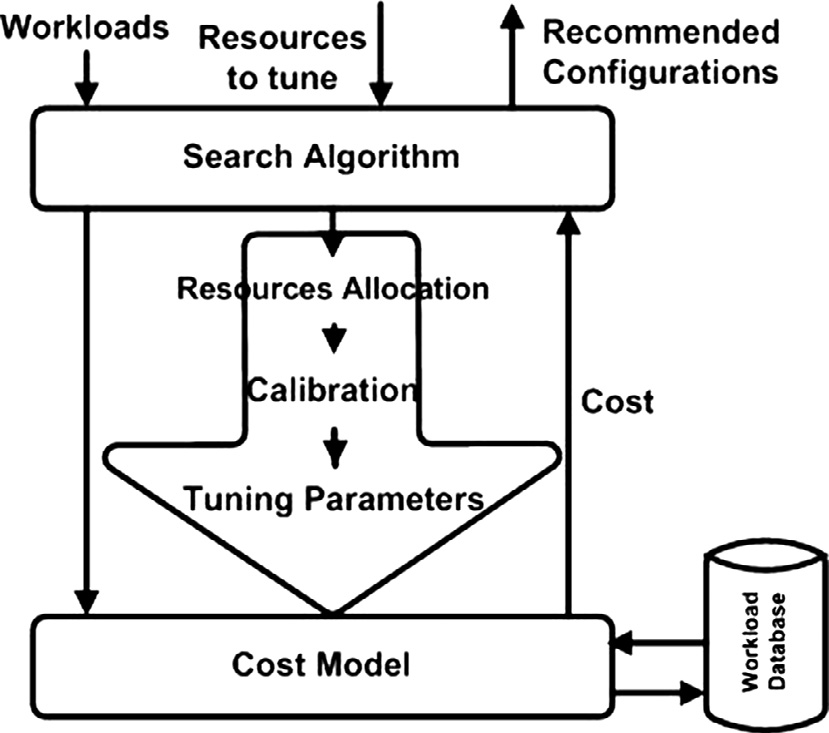 Workloads
Resources
to tune
Recommended
Configurations
Search Algorithm
Resources Allocation
Calibration
Cost
Tuning Parameters
Cost Model
Workload
Database